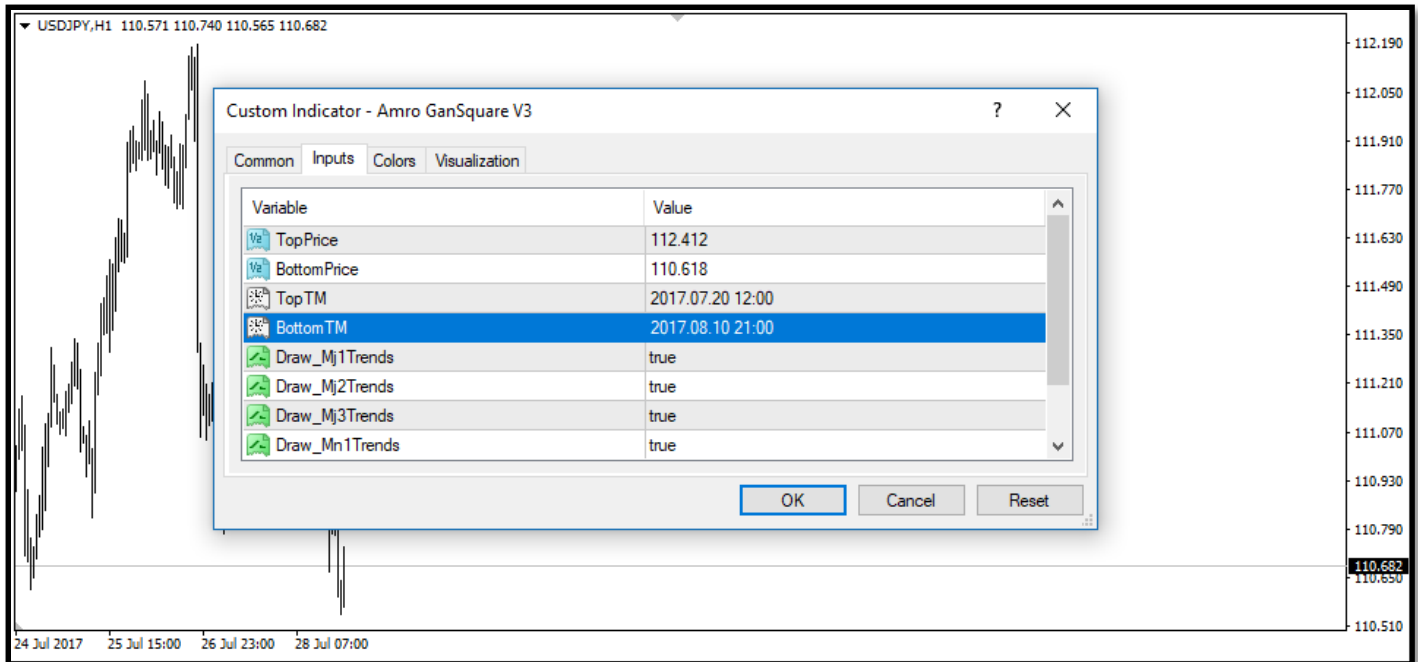 USDJPY,H1 110.571 110.740 110.565 110.682
Custom Indicator - Amro GanSquare V3 ?
Common Inputs Colors Visualization
Variable Value
TopPrice 112.412
BottomPrice 110.618
TopTM 2017.07.20 12:00
BottomTM 2017.08.10 21:00
Draw_Mj1Trends true
Draw_Mj2Trends true
Draw_Mj3Trends true
Draw_Mn1Trends true
OK Cancel Reset
112.190
112.050
111.910
111.770
111.630
111.490
111.350
111.210
111.070
110.930
110.790
110.682
110.650
110.510
24 Jul 2017 25 Jul 15:00 26 Jul 23:00 28 Jul 07:00